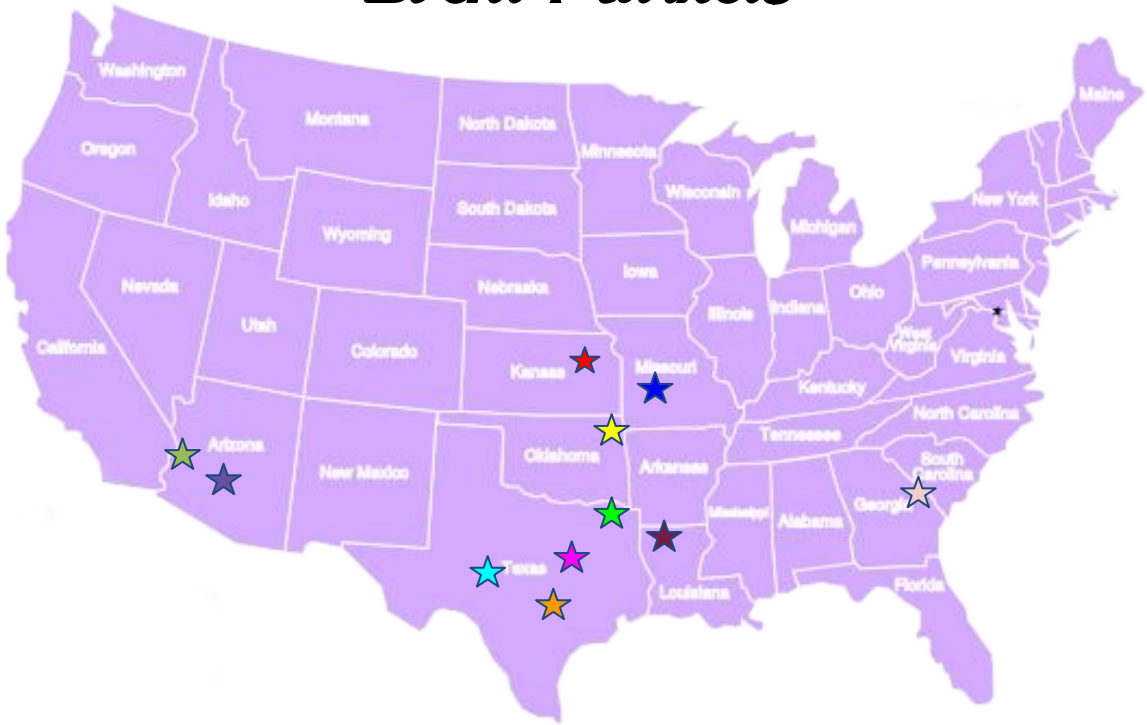 Washington
Maine
Montana
North Dakota
Oregon
Minnesota
Wisconsin
Idaho
New York
South Dakota
Michigan
Wyoming
Pennsylvania
Iowa
Nevada
Nebraska
Ohio
Indiana
Illinois
Utah
West
Virginia
California
Colorado
Virginia
Missouri
Kansas
Kentucky
North Carolina
Tennessee
Arizona
Oklahoma
South
Carolina
Arkansas
New Mexico
Georgia
Mississippi
Alabama
Texas
Florida
Louisiana